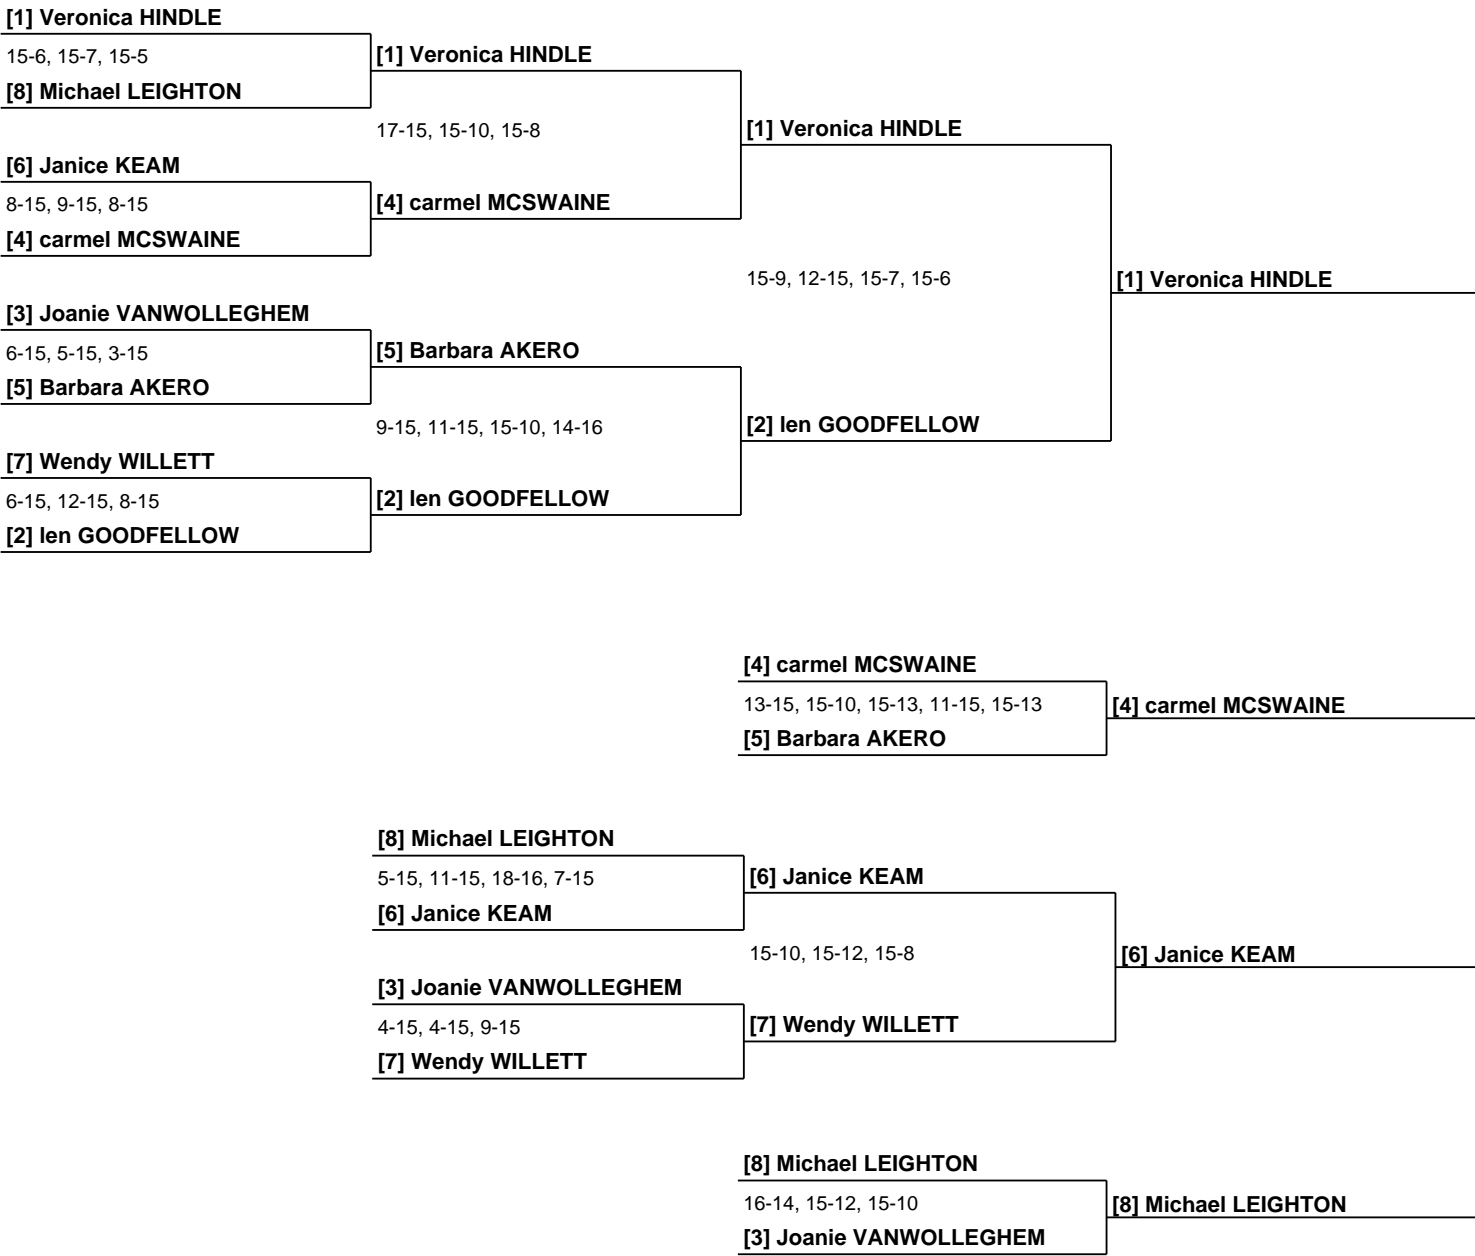 [1] Veronica HINDLE
15-6, 15-7, 15-5
[8] Michael LEIGHTON
[1] Veronica HINDLE
17-15, 15-10, 15-8
[6] Janice KEAM
8-15, 9-15, 8-15
[4] carmel MCSWAINE
[4] carmel MCSWAINE
[1] Veronica HINDLE
15-9, 12-15, 15-7, 15-6
[1] Veronica HINDLE
[3] Joanie VANWOLLEGHEM
6-15, 5-15, 3-15
[5] Barbara AKERO
[5] Barbara AKERO
9-15, 11-15, 15-10, 14-16
[7] Wendy WILLETT
6-15, 12-15, 8-15
[2] len GOODFELLOW
[2] len GOODFELLOW
[2] len GOODFELLOW
[4] carmel MCSWAINE
13-15, 15-10, 15-13, 11-15, 15-13
[5] Barbara AKERO
[4] carmel MCSWAINE
[8] Michael LEIGHTON
5-15, 11-15, 18-16, 7-15
[6] Janice KEAM
[6] Janice KEAM
15-10, 15-12, 15-8
[6] Janice KEAM
[3] Joanie VANWOLLEGHEM
4-15, 4-15, 9-15
[7] Wendy WILLETT
[7] Wendy WILLETT
[8] Michael LEIGHTON
16-14, 15-12, 15-10
[3] Joanie VANWOLLEGHEM
[8] Michael LEIGHTON